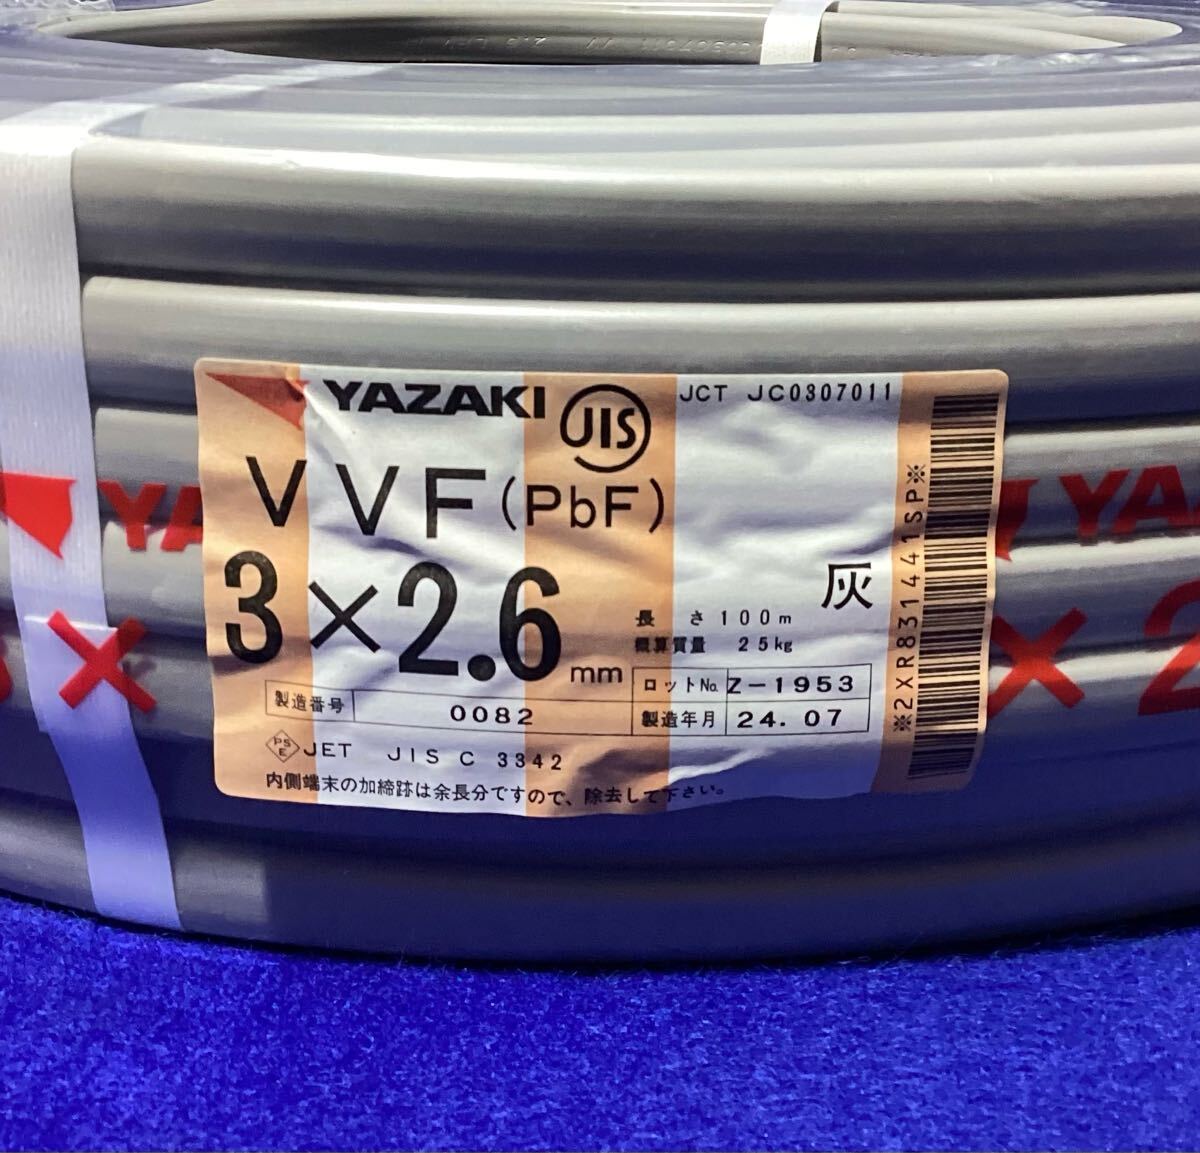 YAZAKI JIS JCT JC0307011
VVF(PbF)
3×2.6mm
灰
長さ100m
概算質量 25kg
製造番号 0082
ロットNo. Z-1953
製造年月 24.07
PSE JET JIS C 3342
内側端末の加締跡は余長分ですので、除去して下さい。
※2XR831441SP※
YA
×
YAZA
× 2